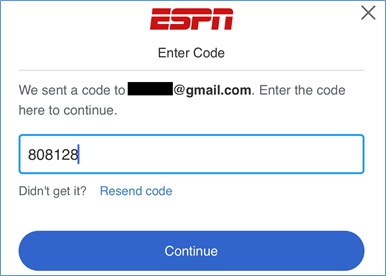 ESPN
Enter Code
We sent a code to @gmail.com. Enter the code
here to continue.
808128
Didn't get it? Resend code
Continue